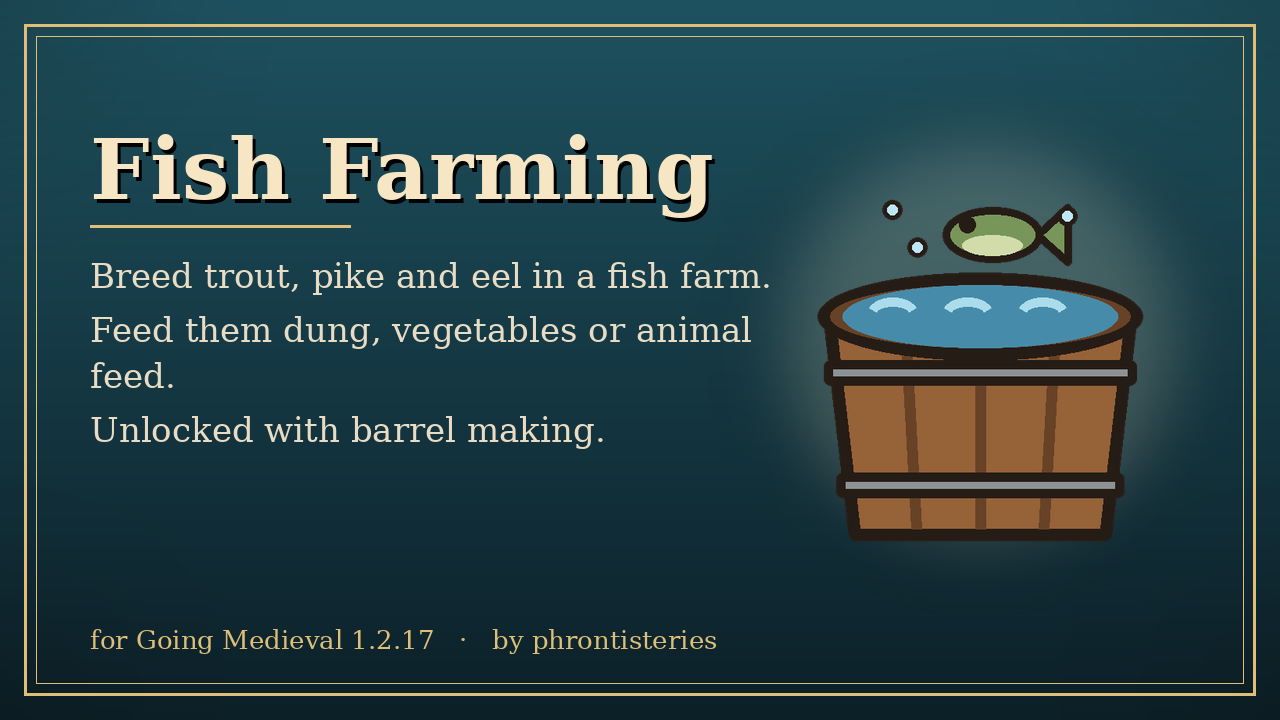 Fish Farming
Breed trout, pike and eel in a fish farm.
Feed them dung, vegetables or animal
feed.
Unlocked with barrel making.
for Going Medieval 1.2.17 · by phrontisteries